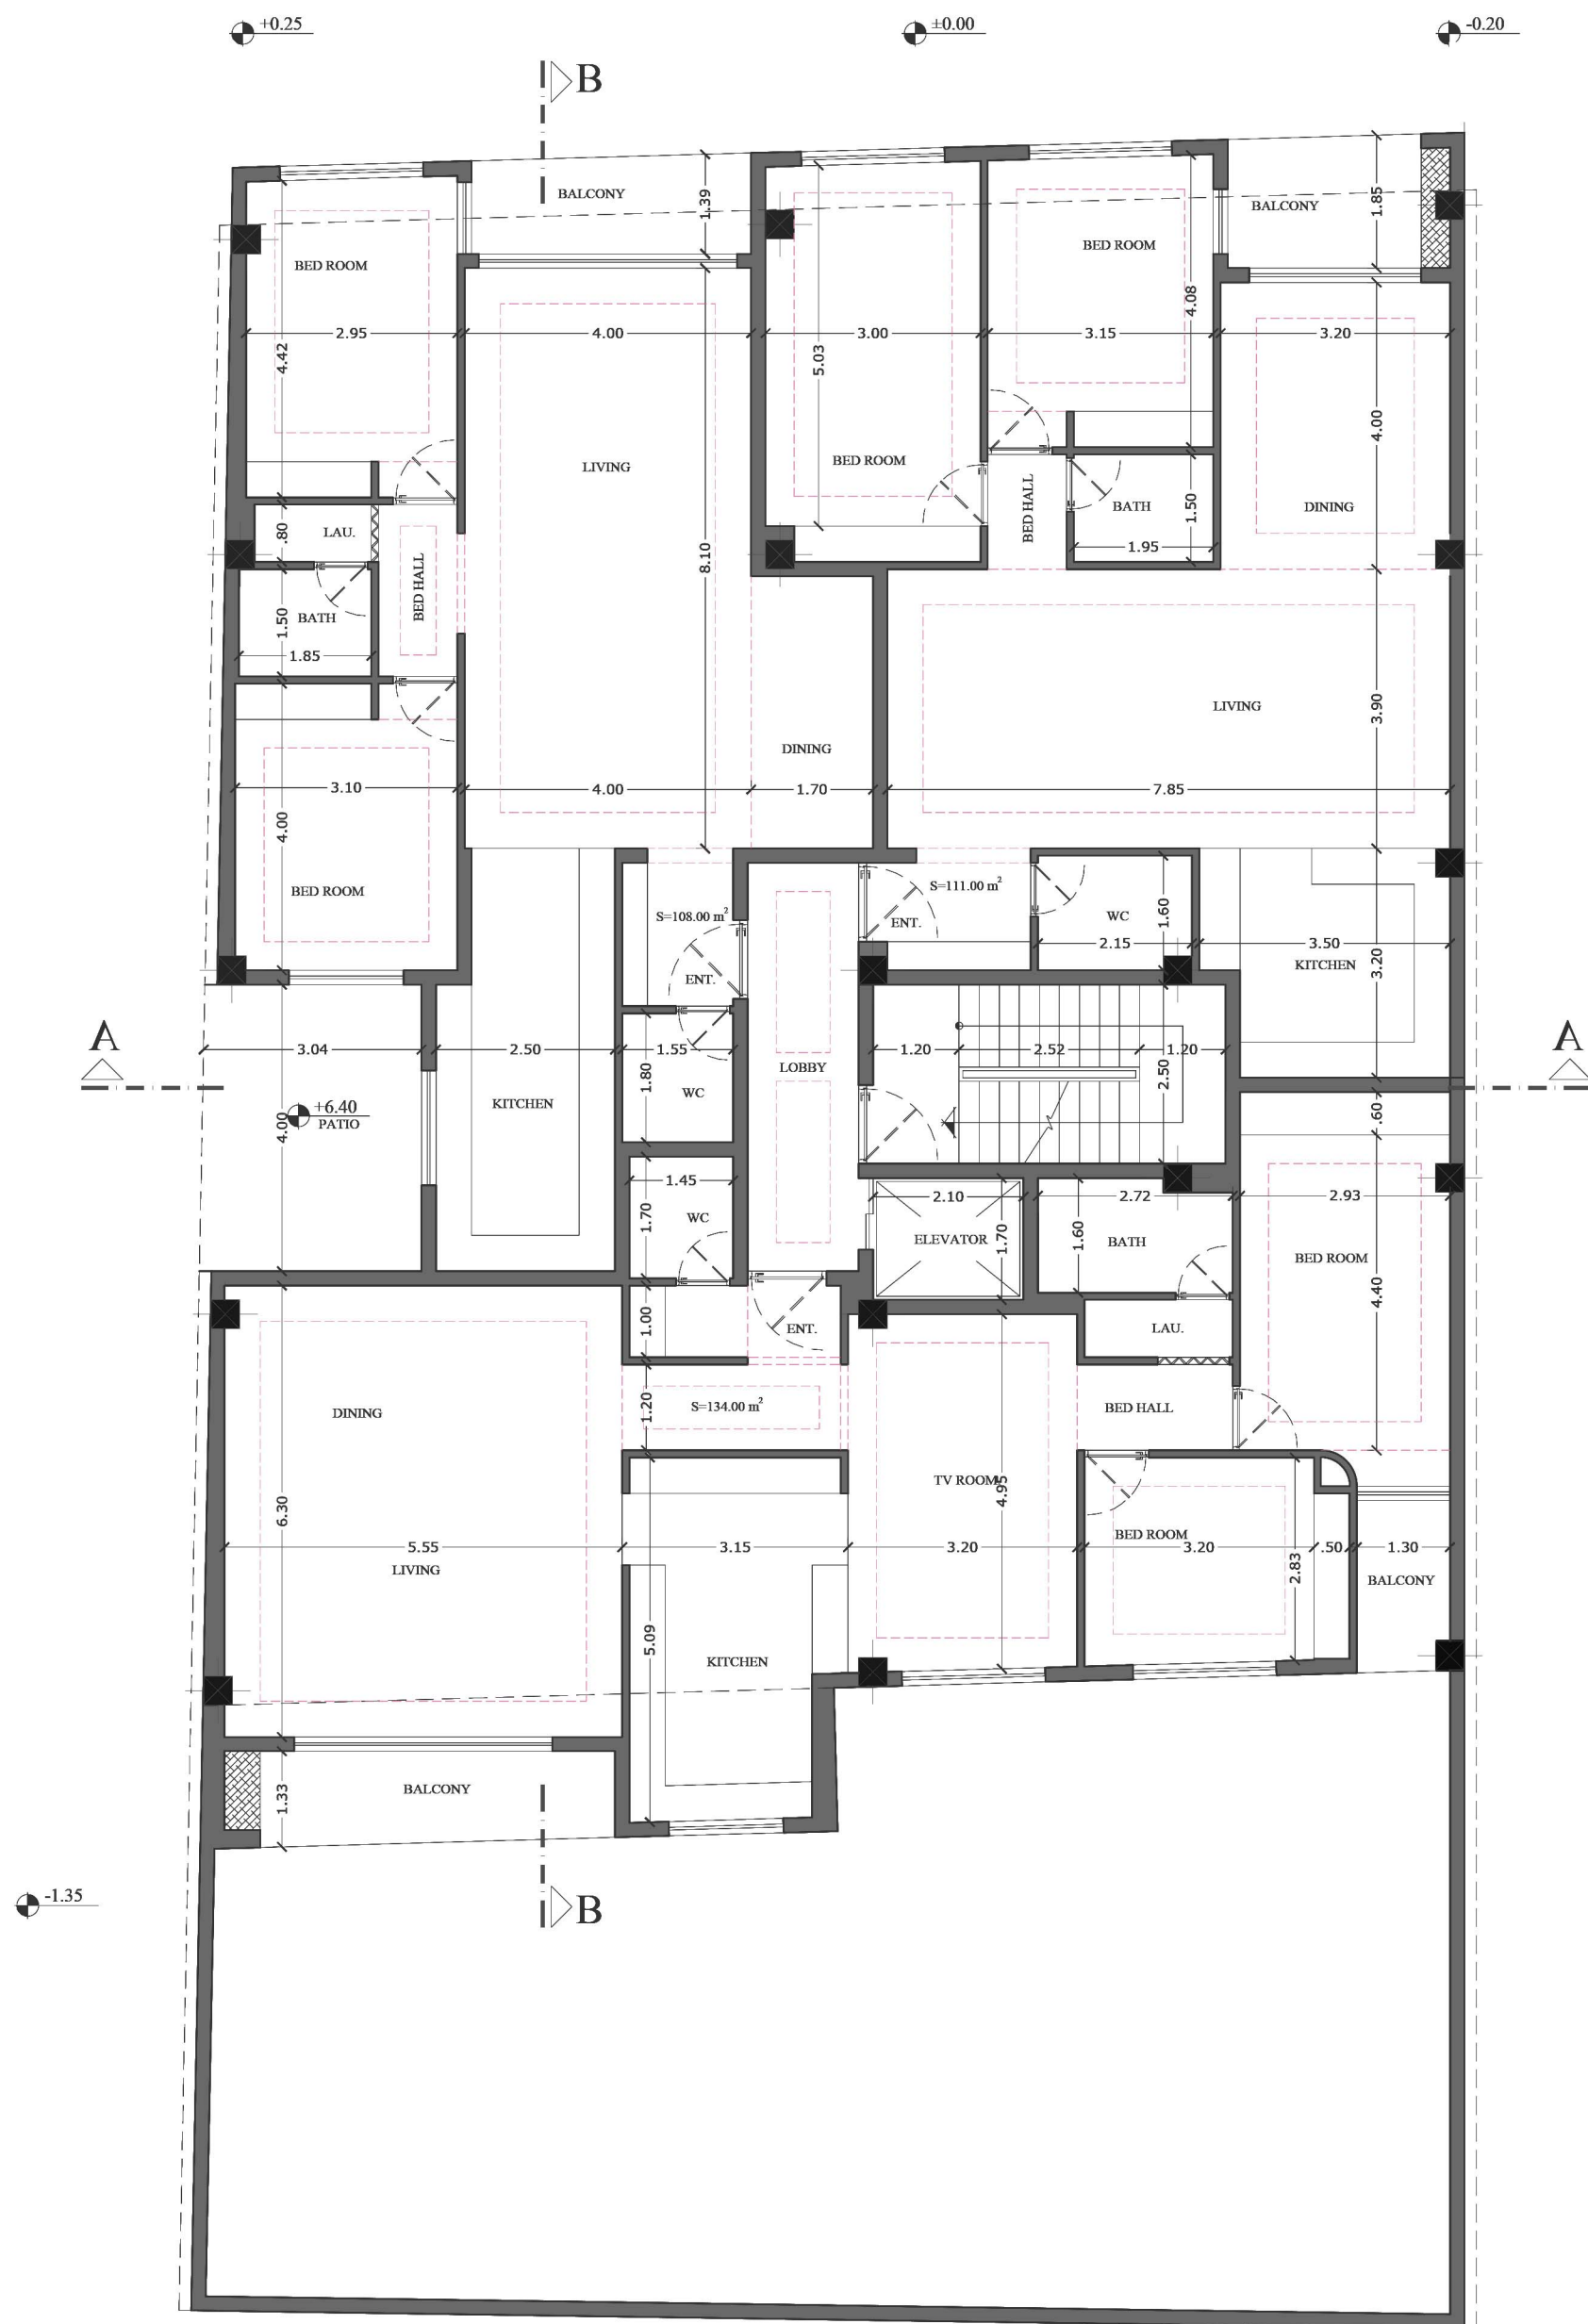 +0.25
±0.00
-0.20
B
BALCONY
1.39
1.85
BALCONY
BED ROOM
BED ROOM
4.08
2.95
4.00
3.00
3.15
3.20
4.42
5.03
4.00
LIVING
BED ROOM
BED HALL
BATH
1.50
DINING
.80
LAU.
1.95
8.10
BED HALL
BATH
1.50
1.85
LIVING
3.90
DINING
3.10
4.00
1.70
7.85
4.00
BED ROOM
S=108.00 m²
S=111.00 m²
ENT.
WC
1.60
2.15
3.50
KITCHEN
3.20
ENT.
A
A
3.04
2.50
1.55
1.20
2.52
1.20
2.50
LOBBY
1.80
WC
KITCHEN
+6.40
PATIO
4.00
.60
1.45
1.70
WC
2.10
2.72
2.93
ELEVATOR
1.70
1.60
BATH
BED ROOM
4.40
1.00
ENT.
LAU.
DINING
1.20
S=134.00 m²
BED HALL
TV ROOM
4.95
6.30
BED ROOM
5.55
3.15
3.20
3.20
.50
1.30
LIVING
2.83
BALCONY
5.09
KITCHEN
1.33
BALCONY
-1.35
B